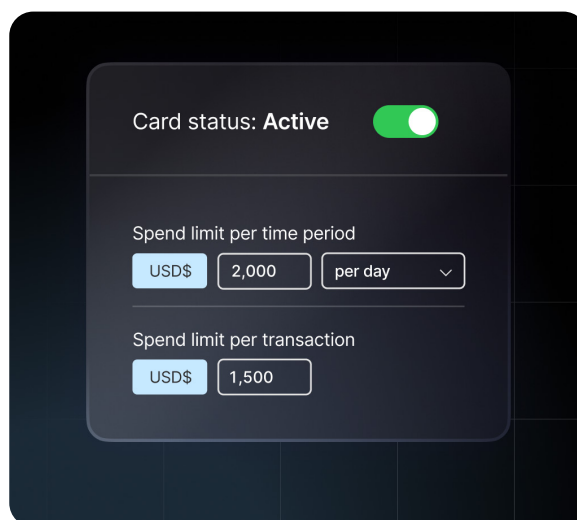 Card status: Active
Spend limit per time period
USD$ 2,000 per day
Spend limit per transaction
USD$ 1,500